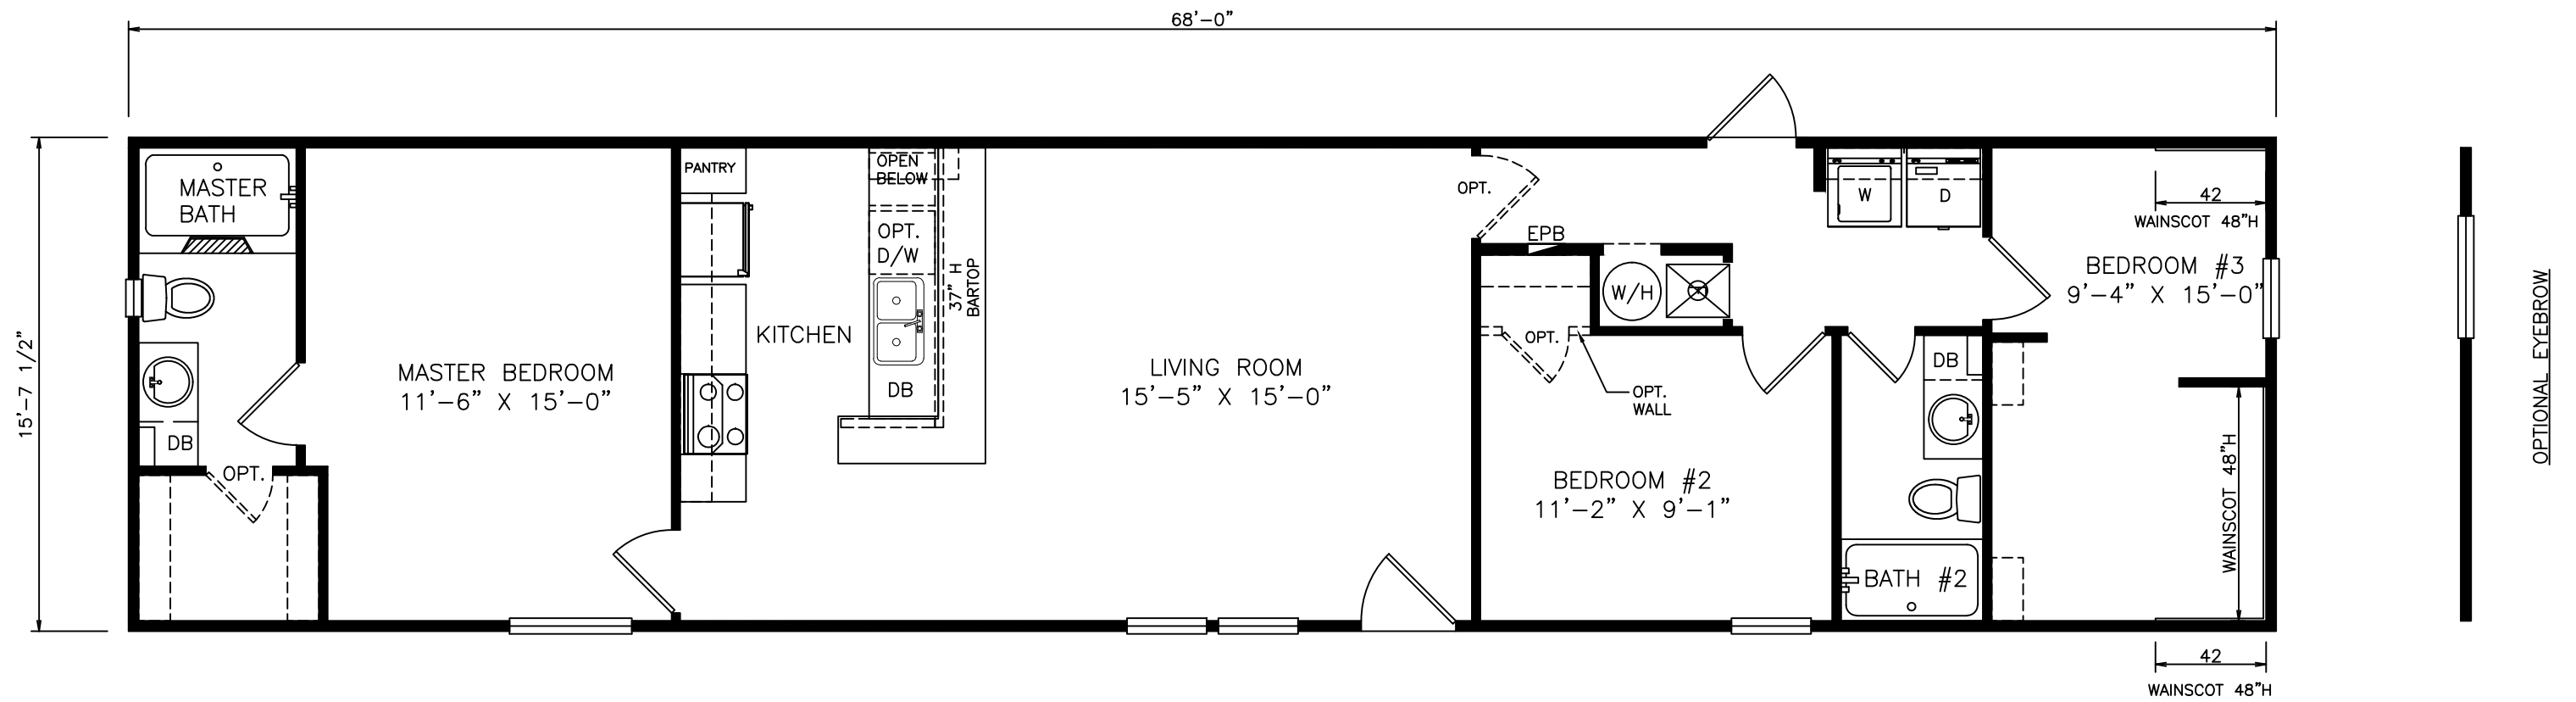 68'-0"
15'-7 1/2"
MASTER
BATH
DB
OPT.
MASTER BEDROOM
11'-6" X 15'-0"
PANTRY
KITCHEN
OPEN
BELOW
OPT.
D/W
DB
37" H
BARTOP
LIVING ROOM
15'-5" X 15'-0"
OPT.
EPB
W/H
OPT.
OPT.
WALL
BEDROOM #2
11'-2" X 9'-1"
W
D
DB
BATH #2
42
WAINSCOT 48"H
BEDROOM #3
9'-4" X 15'-0"
WAINSCOT 48"H
42
WAINSCOT 48"H
OPTIONAL EYEBROW